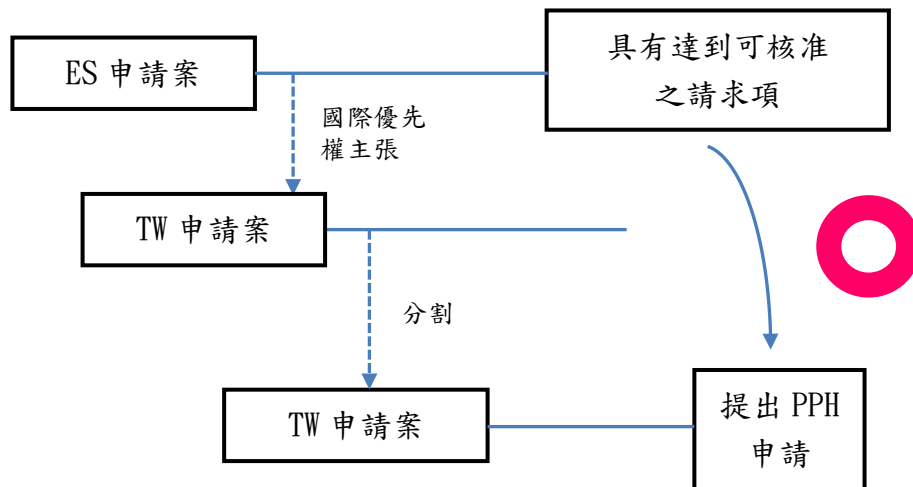 ES 申請案
具有達到可核准
之請求項
國際優先
權主張
TW 申請案
分割
TW 申請案
提出 PPH
申請